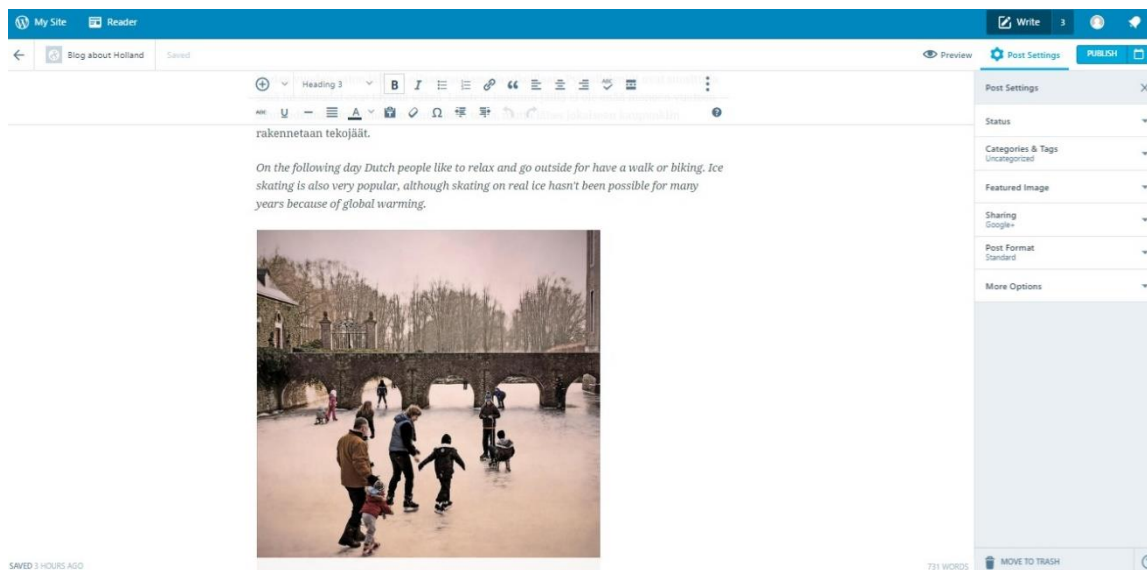 My Site Reader Write 3
Blog about Holland Saved Preview Post Settings PUBLISH
Heading 3 B I
ABC U A Ω
rakennetaan tekojäät.
On the following day Dutch people like to relax and go outside for have a walk or biking. Ice
skating is also very popular, although skating on real ice hasn't been possible for many
years because of global warming.
Post Settings
Status
Categories & Tags
Uncategorized
Featured Image
Sharing
Google+
Post Format
Standard
More Options
SAVED 3 HOURS AGO 731 WORDS MOVE TO TRASH